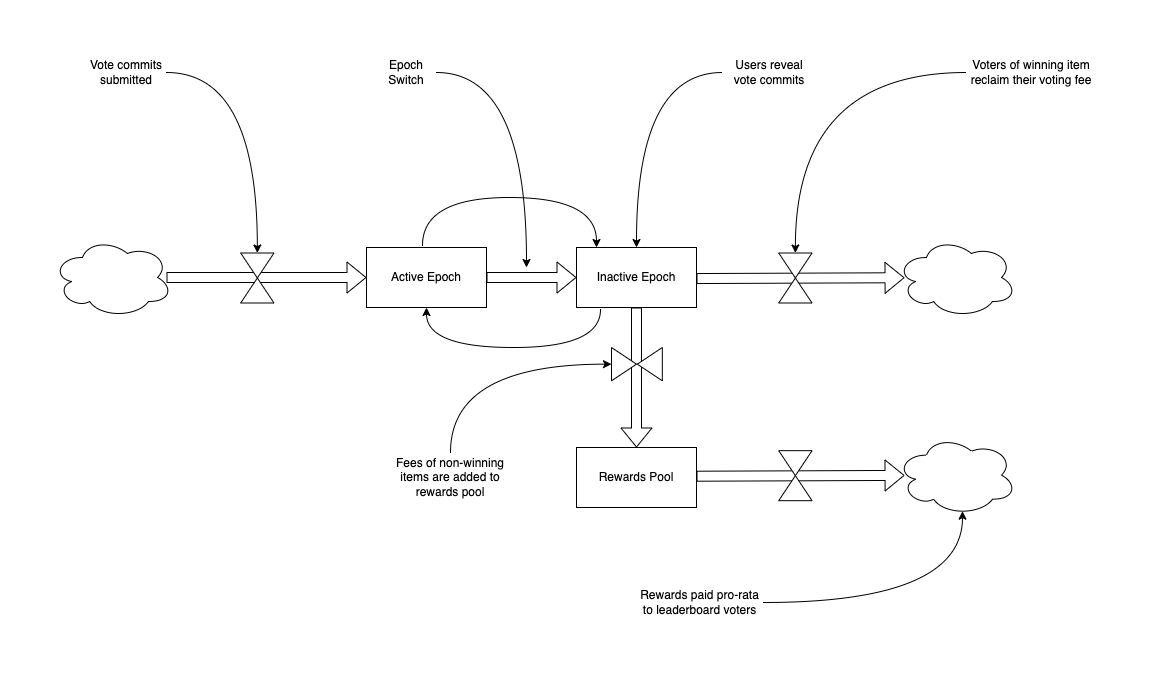 Vote commits
submitted
Epoch
Switch
Users reveal
vote commits
Voters of winning item
reclaim their voting fee
Active Epoch
Inactive Epoch
Fees of non-winning
items are added to
rewards pool
Rewards Pool
Rewards paid pro-rata
to leaderboard voters